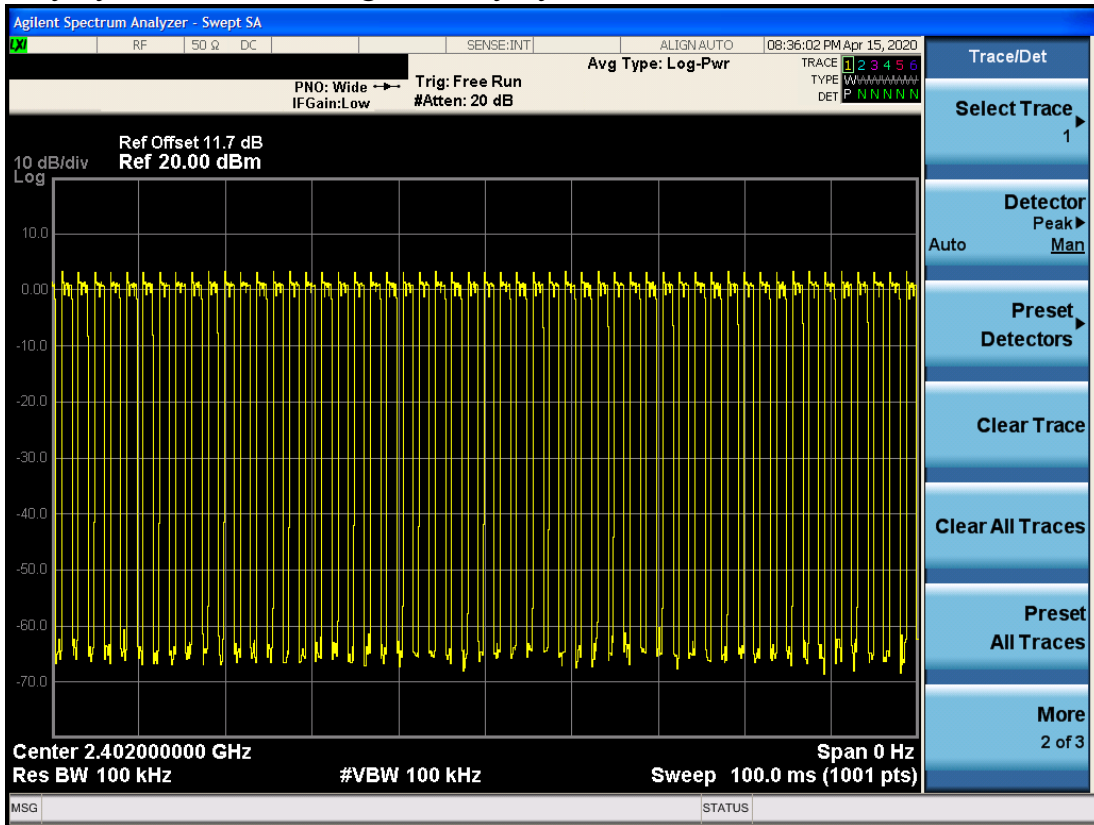 Agilent Spectrum Analyzer - Swept SA
LXI RF 50 Ω DC SENSE:INT ALIGN AUTO 08:36:02 PM Apr 15, 2020
Avg Type: Log-Pwr TRACE 1 2 3 4 5 6
TYPE W
PNO: Wide Trig: Free Run
IFGain:Low #Atten: 20 dB
DET P N N N N N
Ref Offset 11.7 dB
10 dB/div Ref 20.00 dBm
Log
10.0
0.00
-10.0
-20.0
-30.0
-40.0
-50.0
-60.0
-70.0
Center 2.402000000 GHz Span 0 Hz
Res BW 100 kHz #VBW 100 kHz Sweep 100.0 ms (1001 pts)
MSG STATUS
Trace/Det
Select Trace
1
Detector
Peak
Auto Man
Preset
Detectors
Clear Trace
Clear All Traces
Preset
All Traces
More
2 of 3